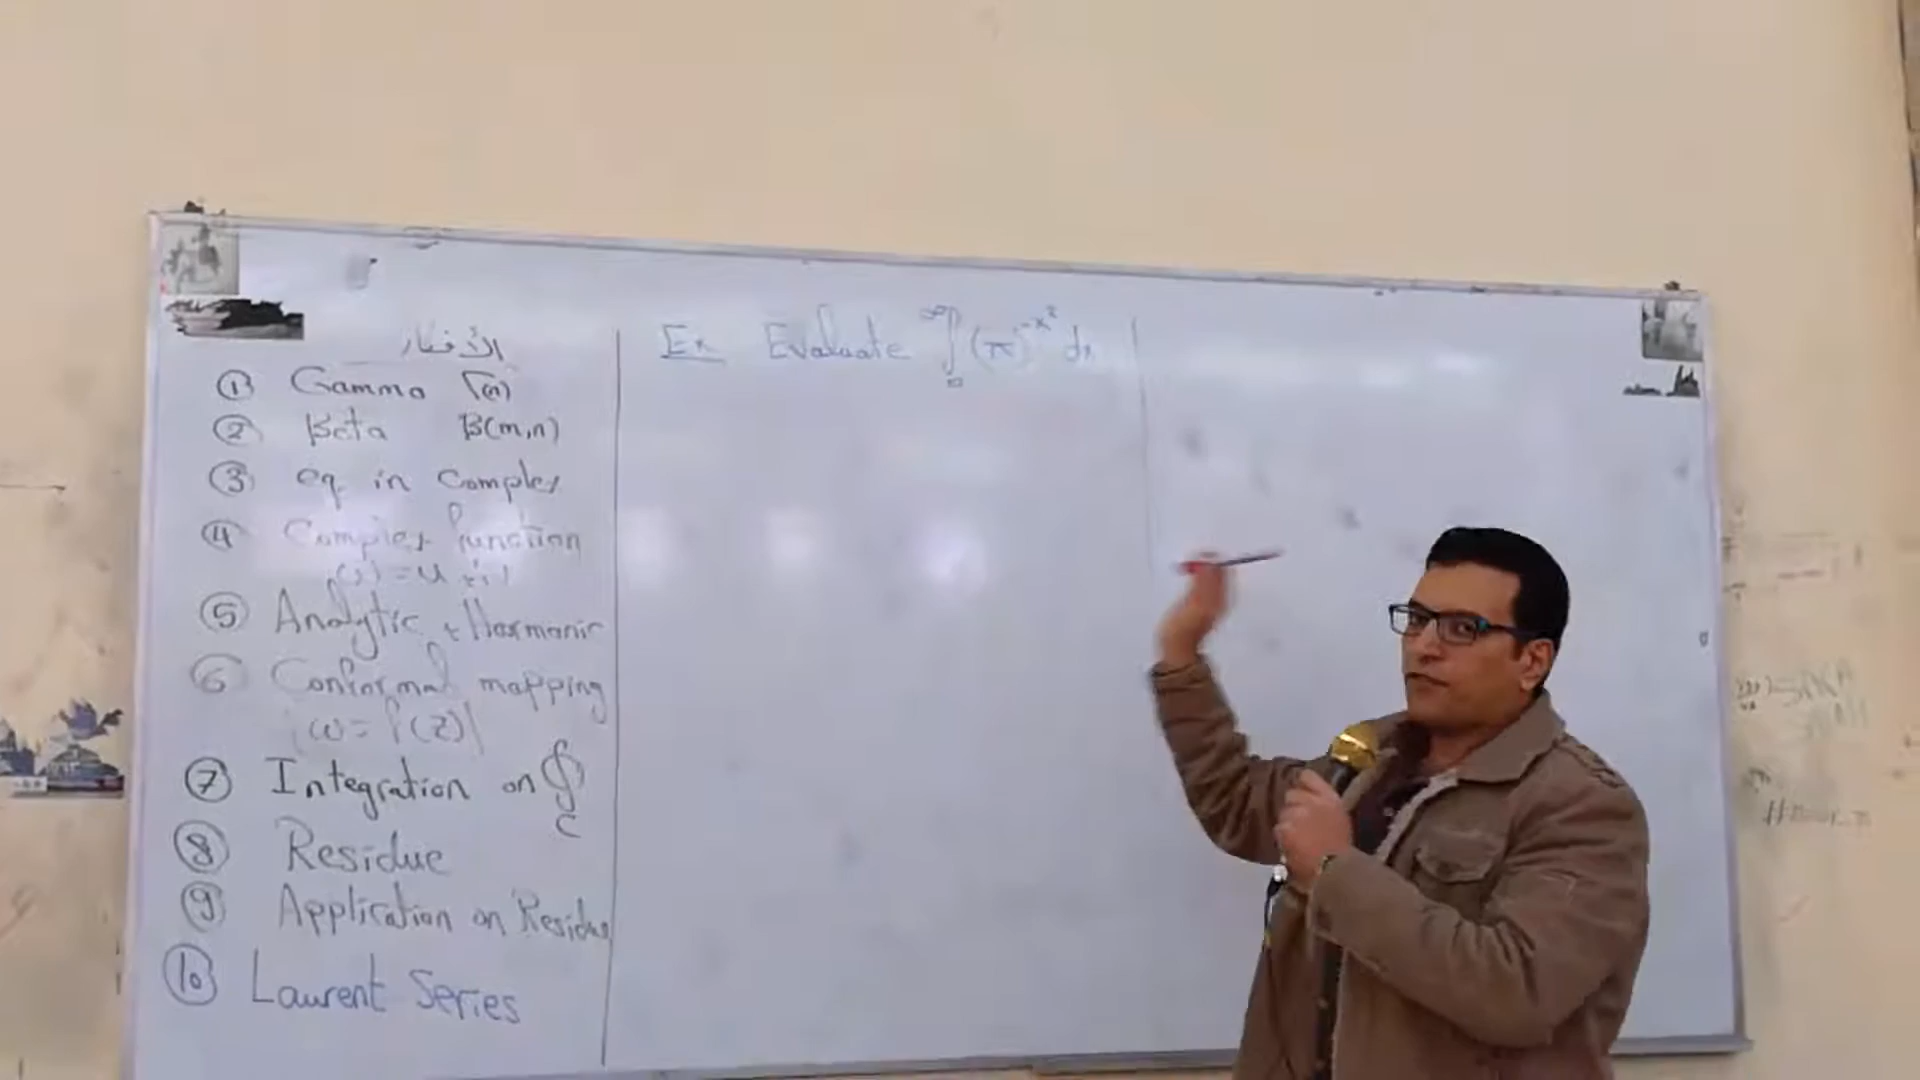 الأفكار
① Gamma Γ(n)
② Beta B(m,n)
③ eq. in Complex
④ Complex function
⑤ Analytic + Harmonic
⑥ Conformal mapping
w = f(z)
⑦ Integration on ∮
C
⑧ Residue
⑨ Application on Residue
⑩ Laurent Series
Ex Evaluate ∫₀^∞ (π)^{-x²} dx